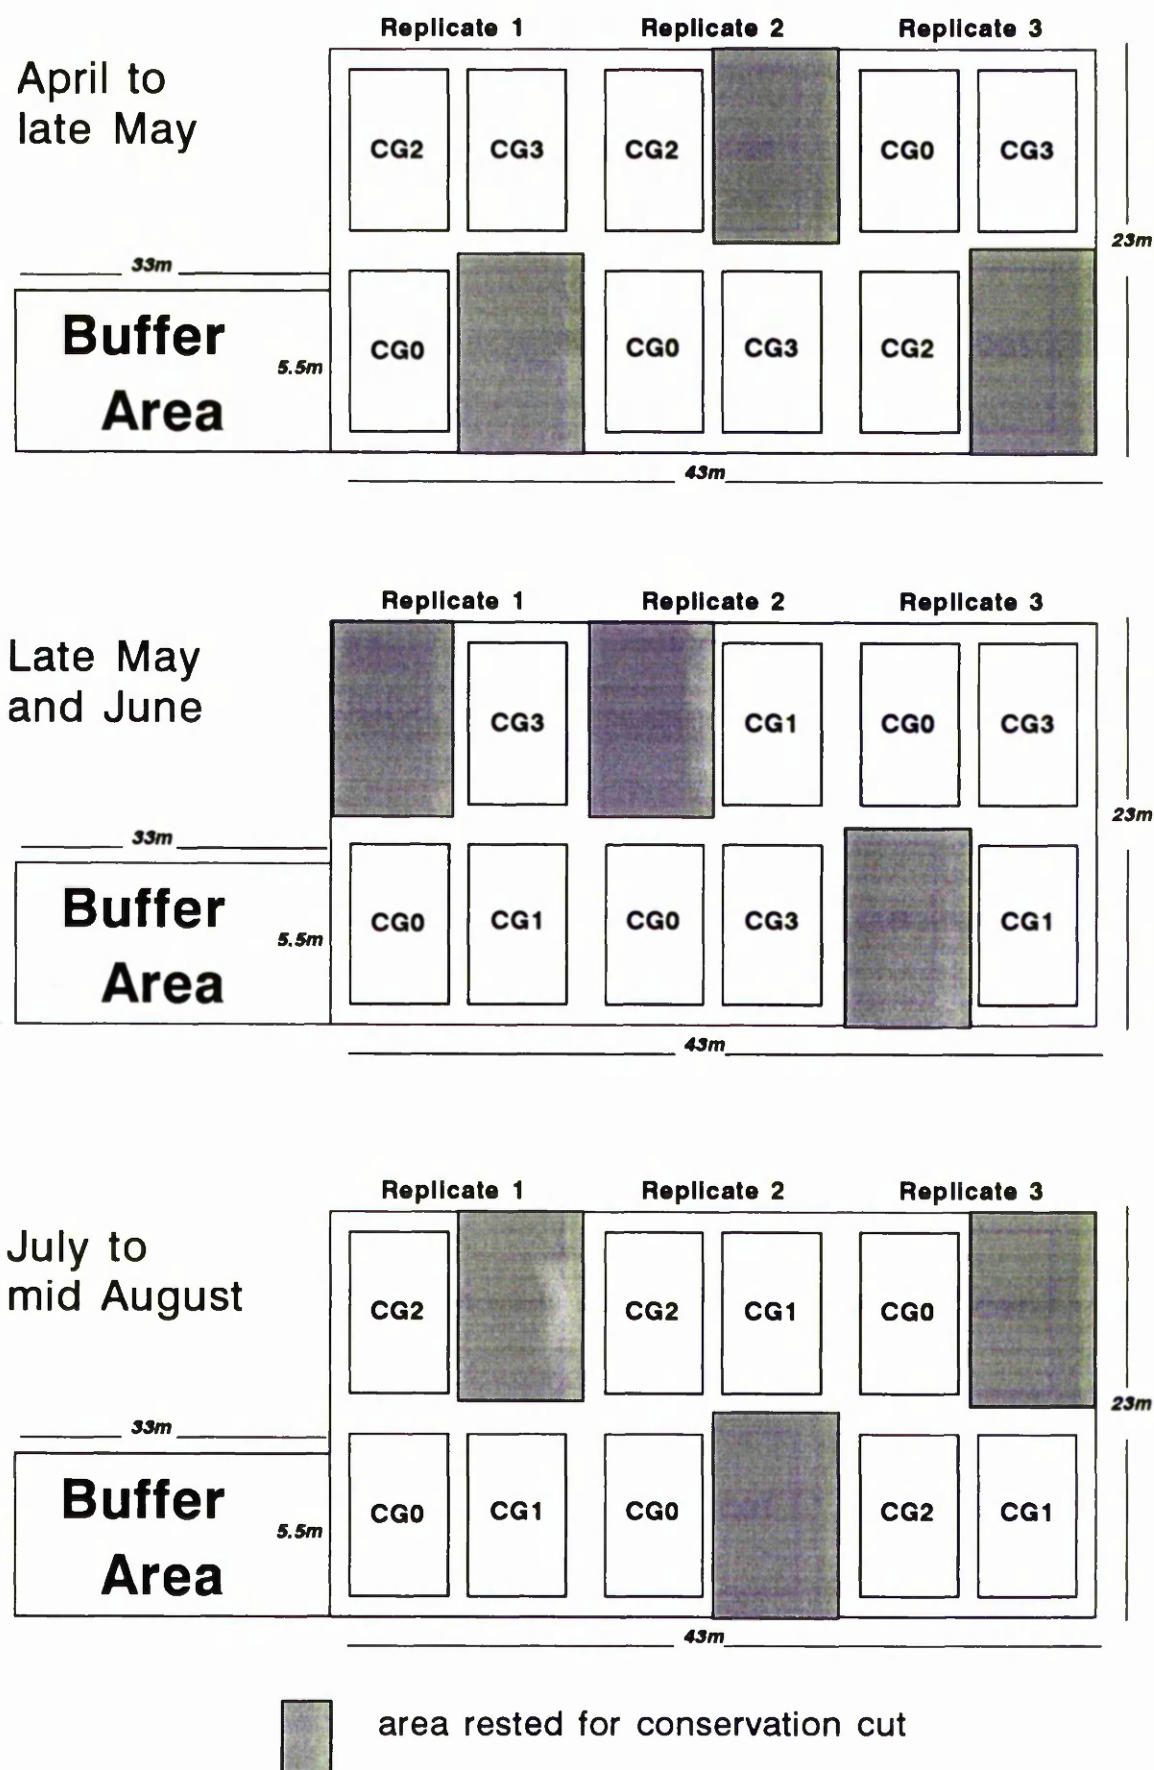 Replicate 1 Replicate 2 Replicate 3
April to
late May
CG2 CG3 CG2 CG0 CG3
23m
33m
Buffer
Area
5.5m
CG0 CG0 CG3 CG2
43m
Replicate 1 Replicate 2 Replicate 3
Late May
and June
CG3 CG1 CG0 CG3
23m
33m
Buffer
Area
5.5m
CG0 CG1 CG0 CG3 CG1
43m
Replicate 1 Replicate 2 Replicate 3
July to
mid August
CG2 CG2 CG1 CG0
23m
33m
Buffer
Area
5.5m
CG0 CG1 CG0 CG2 CG1
43m
area rested for conservation cut